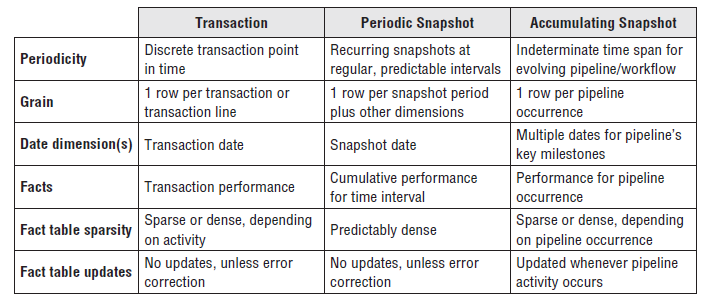 Transaction Periodic Snapshot Accumulating Snapshot
Periodicity
Discrete transaction point
in time
Recurring snapshots at
regular, predictable intervals
Indeterminate time span for
evolving pipeline/workflow
Grain
1 row per transaction or
transaction line
1 row per snapshot period
plus other dimensions
1 row per pipeline
occurrence
Date dimension(s)
Transaction date
Snapshot date
Multiple dates for pipeline's
key milestones
Facts
Transaction performance
Cumulative performance
for time interval
Performance for pipeline
occurrence
Fact table sparsity
Sparse or dense, depending
on activity
Predictably dense
Sparse or dense, depending
on pipeline occurrence
Fact table updates
No updates, unless error
correction
No updates, unless error
correction
Updated whenever pipeline
activity occurs